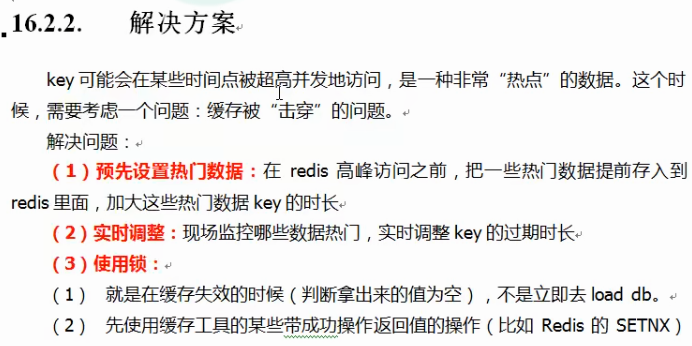 16.2.2. 解决方案
key 可能会在某些时间点被超高并发地访问，是一种非常“热点”的数据。这个时
候，需要考虑一个问题：缓存被“击穿”的问题。
解决问题：
（1）预先设置热门数据：在 redis 高峰访问之前，把一些热门数据提前存入到
redis 里面，加大这些热门数据 key 的时长
（2）实时调整：现场监控哪些数据热门，实时调整 key 的过期时长
（3）使用锁：
（1） 就是在缓存失效的时候（判断拿出来的值为空），不是立即去 load db。
（2） 先使用缓存工具的某些带成功操作返回值的操作（比如 Redis 的 SETNX）